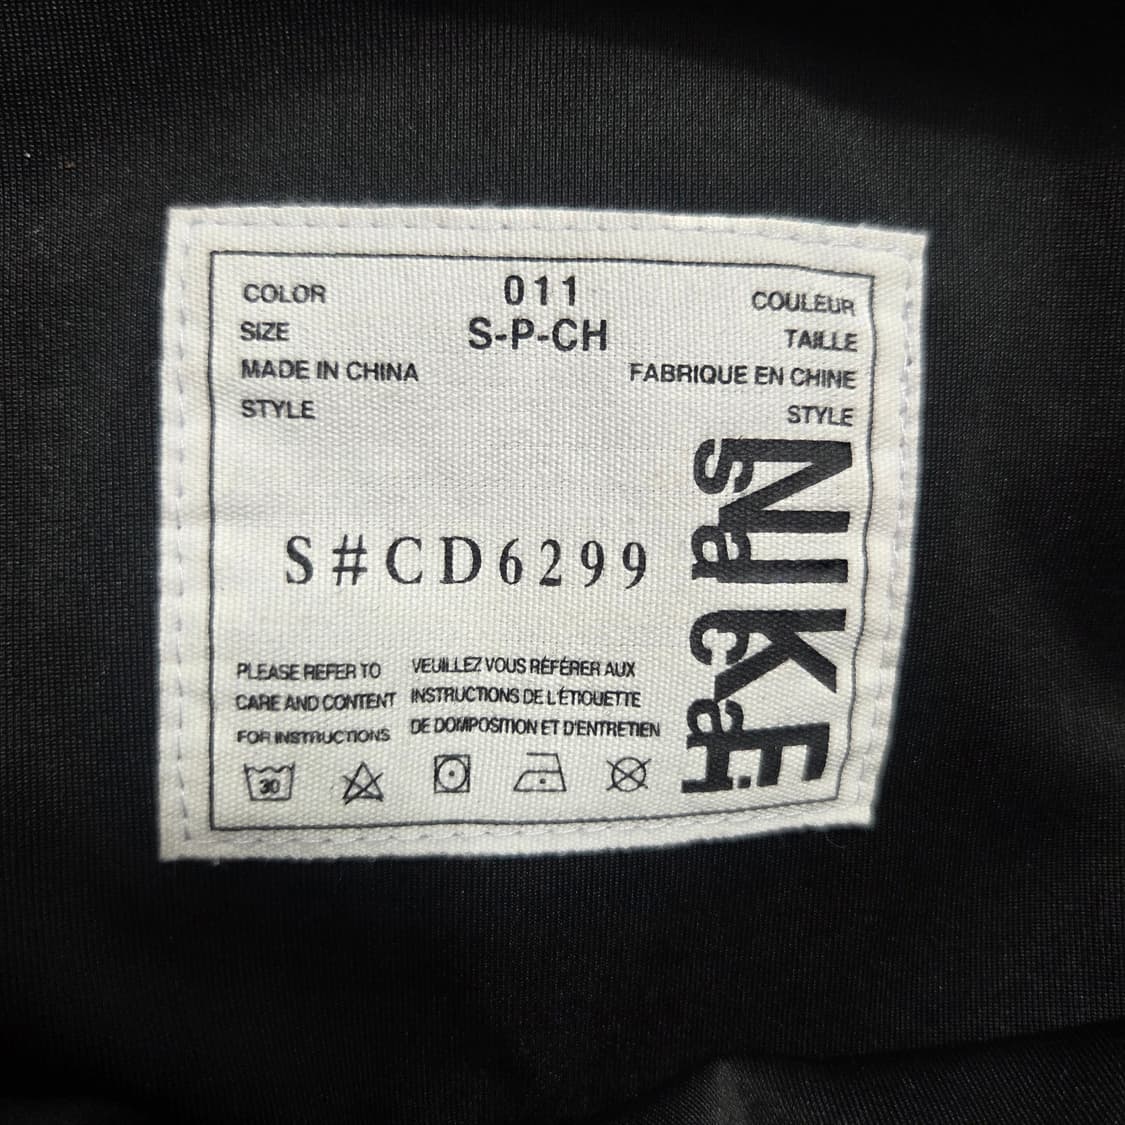 COLOR 011 COULEUR
SIZE S-P-CH TAILLE
MADE IN CHINA FABRIQUE EN CHINE
STYLE STYLE
S#CD6299
NIKE
sacai
PLEASE REFER TO
CARE AND CONTENT
FOR INSTRUCTIONS
VEUILLEZ VOUS RÉFÉRER AUX
INSTRUCTIONS DE L'ÉTIOUETTE
DE DOMPOSITION ET D'ENTRETIEN
30